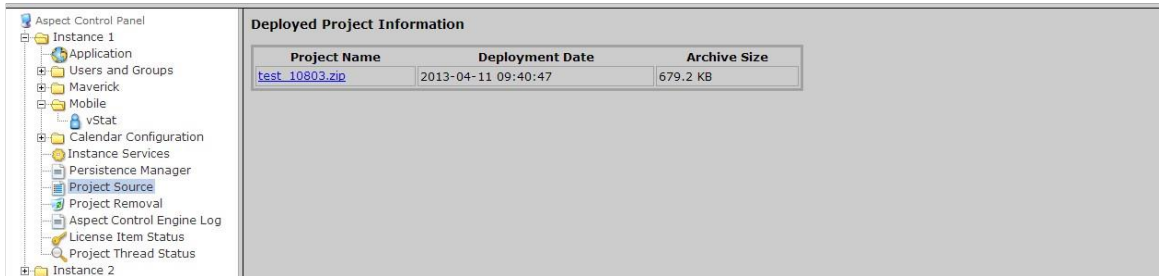 Aspect Control Panel
Instance 1
Application
Users and Groups
Maverick
Mobile
vStat
Calendar Configuration
Instance Services
Persistence Manager
Project Source
Project Removal
Aspect Control Engine Log
License Item Status
Project Thread Status
Instance 2
Deployed Project Information
Project Name Deployment Date Archive Size
test_10803.zip 2013-04-11 09:40:47 679.2 KB